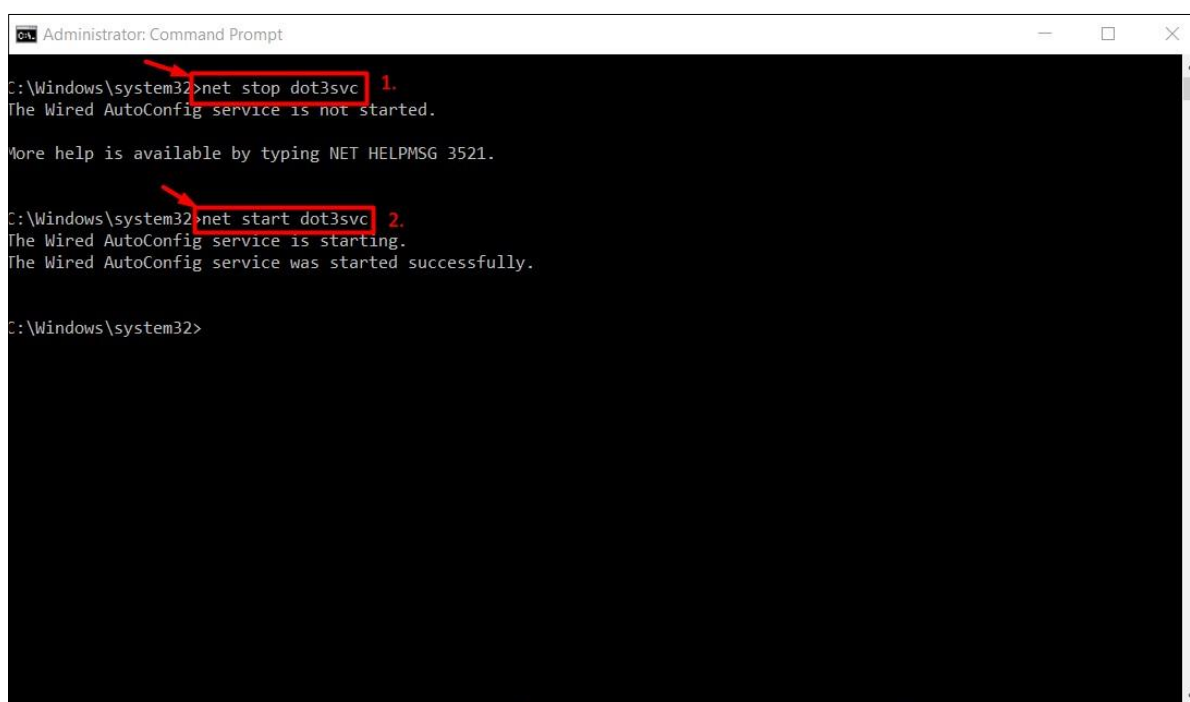 Administrator: Command Prompt
C:\Windows\system32>net stop dot3svc 1.
The Wired AutoConfig service is not started.
More help is available by typing NET HELPMSG 3521.
C:\Windows\system32>net start dot3svc 2.
The Wired AutoConfig service is starting.
The Wired AutoConfig service was started successfully.
C:\Windows\system32>